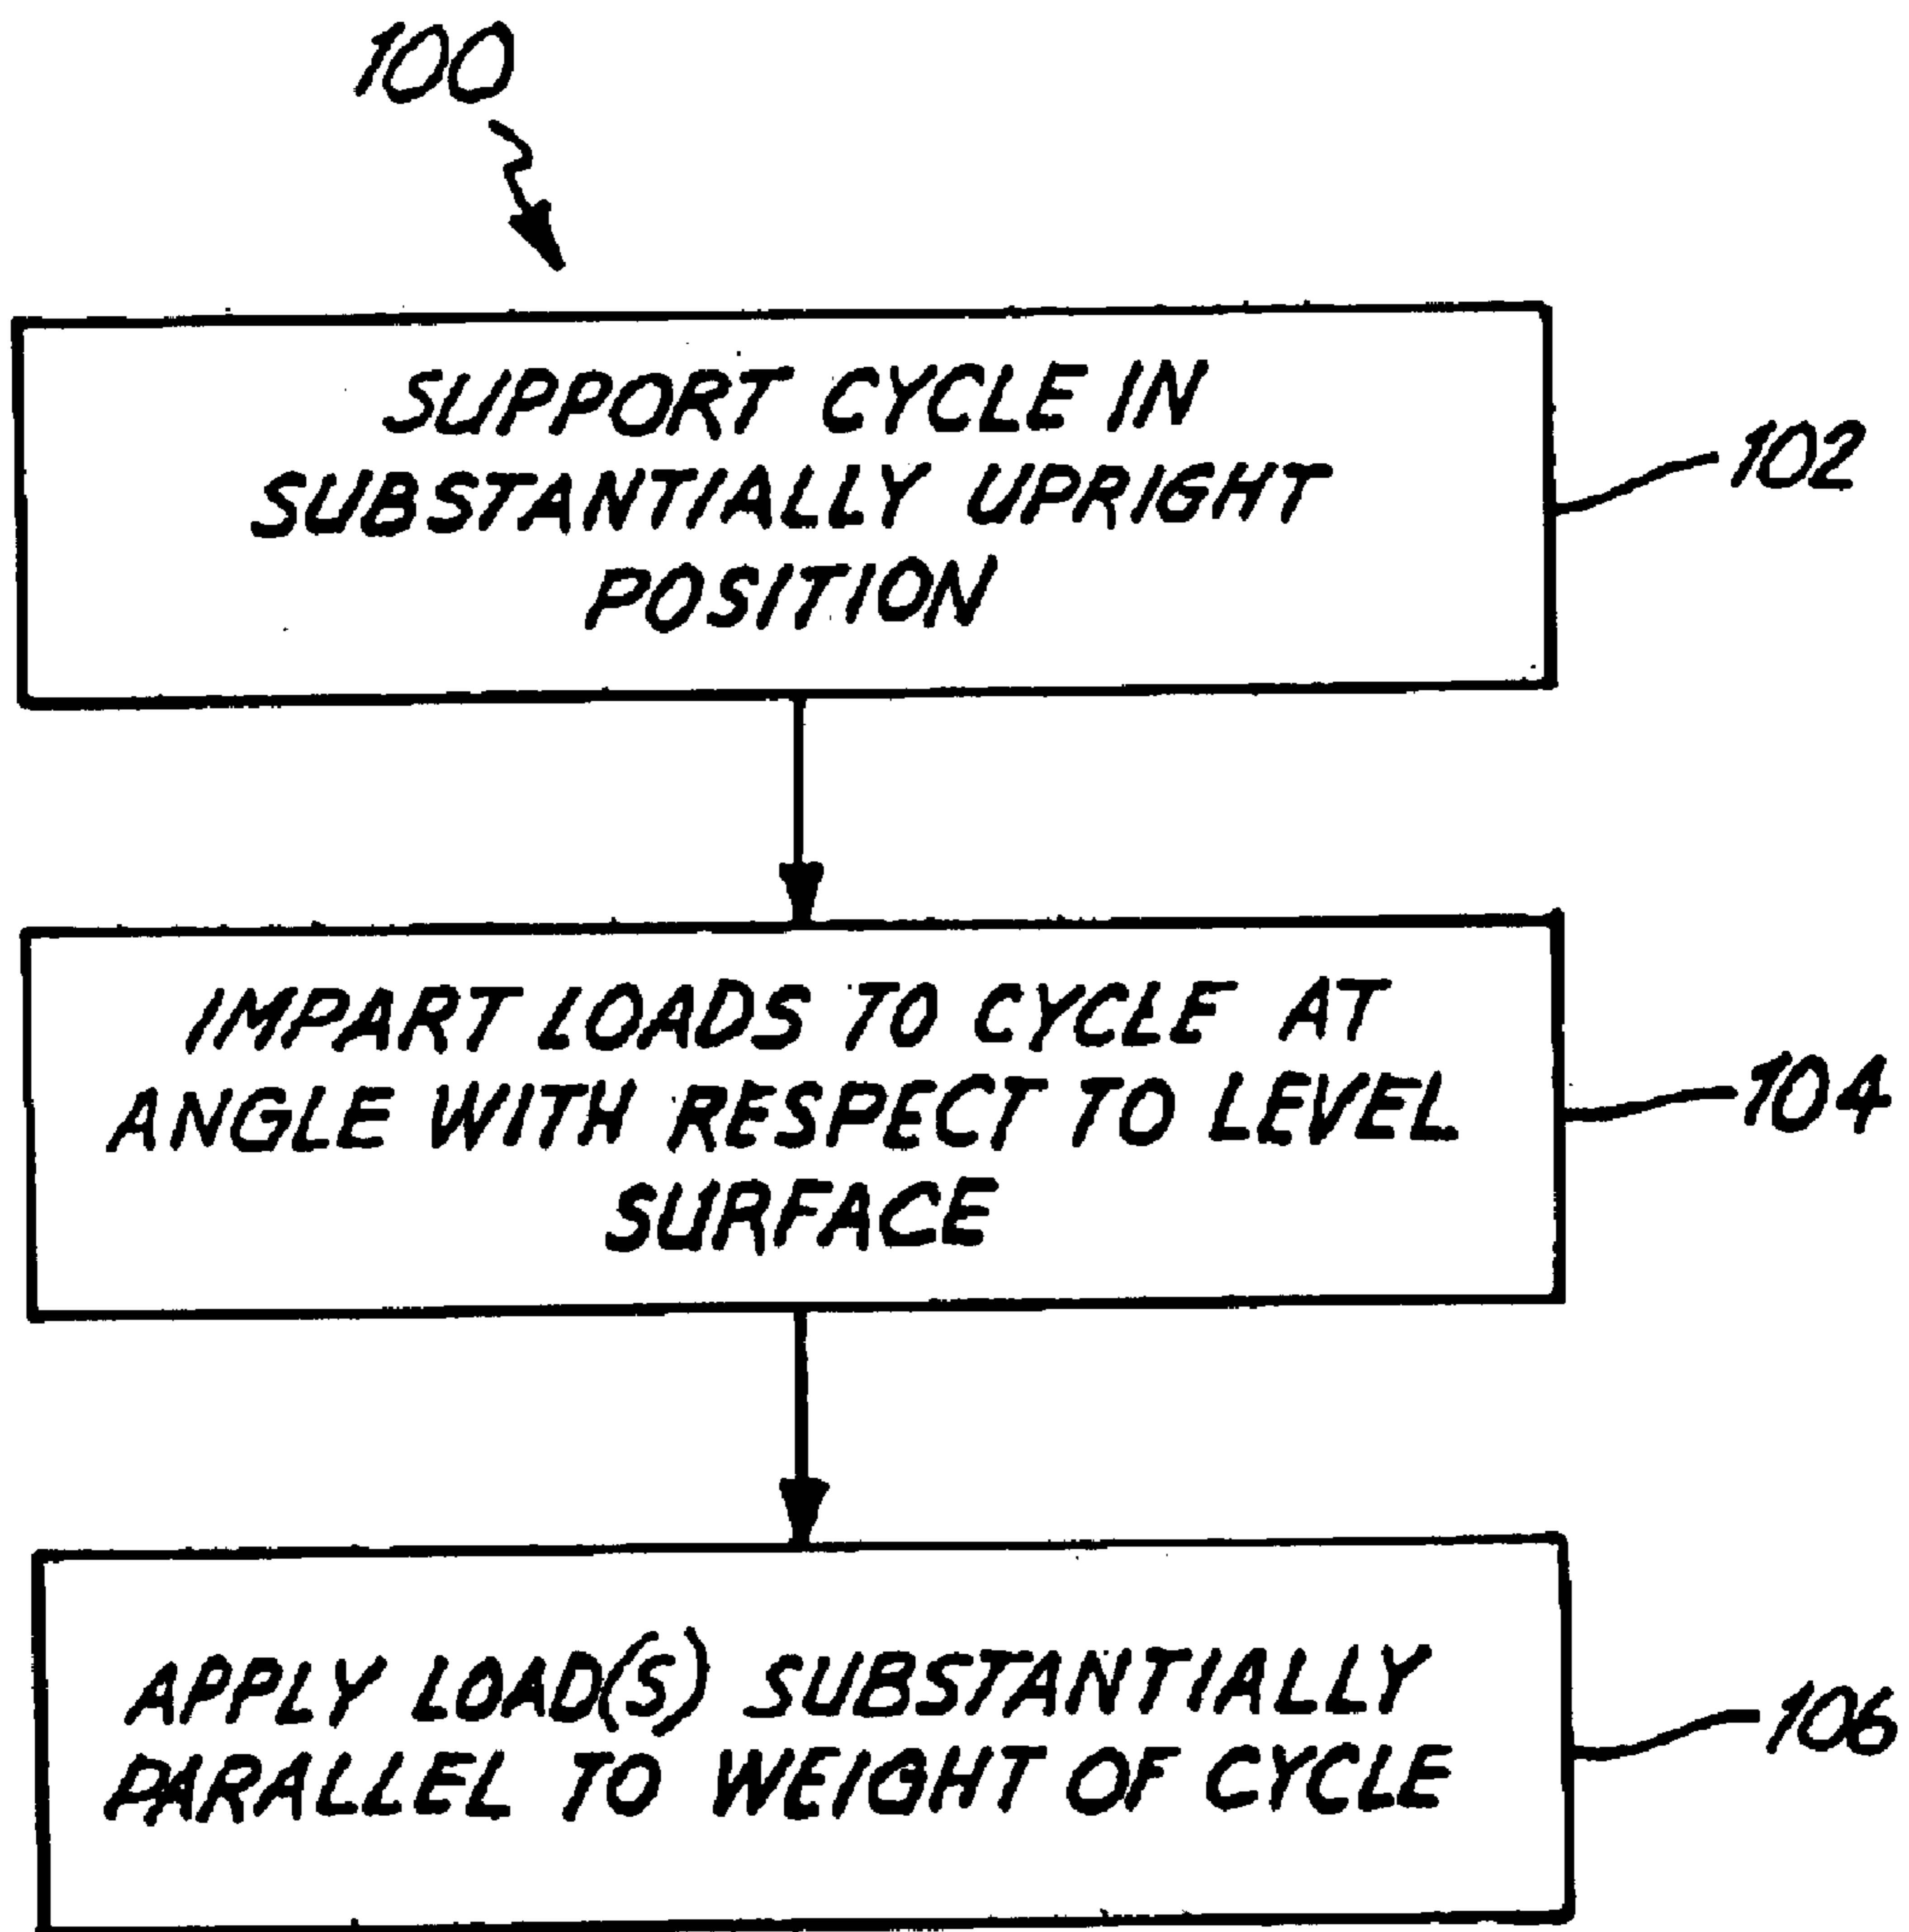 100
SUPPORT CYCLE IN
SUBSTANTIALLY UPRIGHT
POSITION
102
IMPART LOADS TO CYCLE AT
ANGLE WITH RESPECT TO LEVEL
SURFACE
104
APPLY LOAD(S) SUBSTANTIALLY
PARALLEL TO WEIGHT OF CYCLE
106